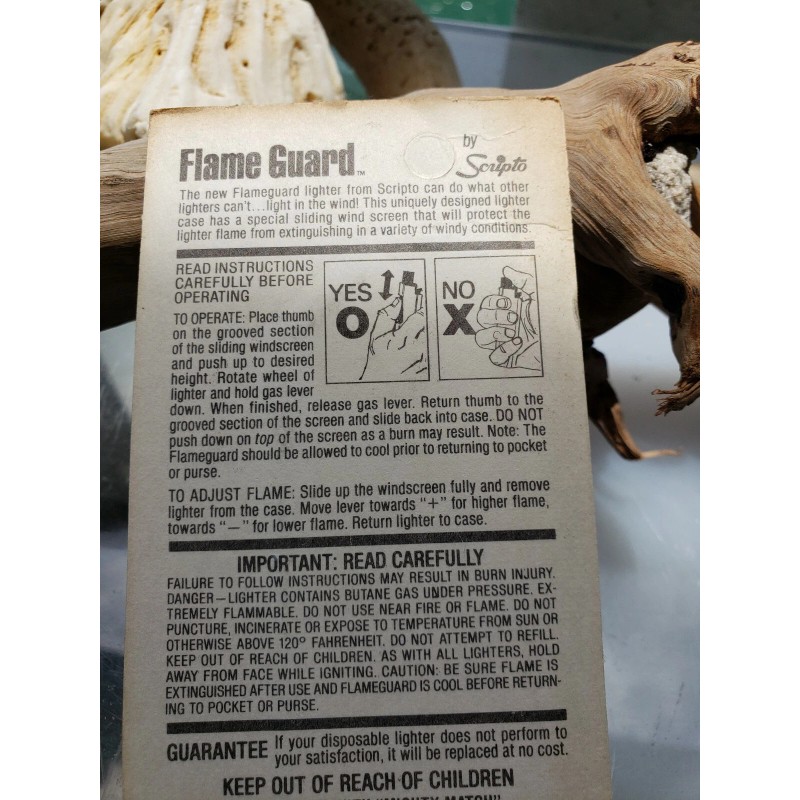 Flame Guard™ by Scripto
The new Flameguard lighter from Scripto can do what other
lighters can't...light in the wind! This uniquely designed lighter
case has a special sliding wind screen that will protect the
lighter flame from extinguishing in a variety of windy conditions.
READ INSTRUCTIONS
CAREFULLY BEFORE
OPERATING
YES
O
NO
X
TO OPERATE: Place thumb
on the grooved section
of the sliding windscreen
and push up to desired
height. Rotate wheel of
lighter and hold gas lever
down. When finished, release gas lever. Return thumb to the
grooved section of the screen and slide back into case. DO NOT
push down on top of the screen as a burn may result. Note: The
Flameguard should be allowed to cool prior to returning to pocket
or purse.
TO ADJUST FLAME: Slide up the windscreen fully and remove
lighter from the case. Move lever towards "+" for higher flame,
towards "—" for lower flame. Return lighter to case.
IMPORTANT: READ CAREFULLY
FAILURE TO FOLLOW INSTRUCTIONS MAY RESULT IN BURN INJURY.
DANGER—LIGHTER CONTAINS BUTANE GAS UNDER PRESSURE. EX-
TREMELY FLAMMABLE. DO NOT USE NEAR FIRE OR FLAME. DO NOT
PUNCTURE, INCINERATE OR EXPOSE TO TEMPERATURE FROM SUN OR
OTHERWISE ABOVE 120° FAHRENHEIT. DO NOT ATTEMPT TO REFILL.
KEEP OUT OF REACH OF CHILDREN. AS WITH ALL LIGHTERS, HOLD
AWAY FROM FACE WHILE IGNITING. CAUTION: BE SURE FLAME IS
EXTINGUISHED AFTER USE AND FLAMEGUARD IS COOL BEFORE RETURN-
ING TO POCKET OR PURSE.
GUARANTEE If your disposable lighter does not perform to
your satisfaction, it will be replaced at no cost.
KEEP OUT OF REACH OF CHILDREN
"MIGHTY MATCH"